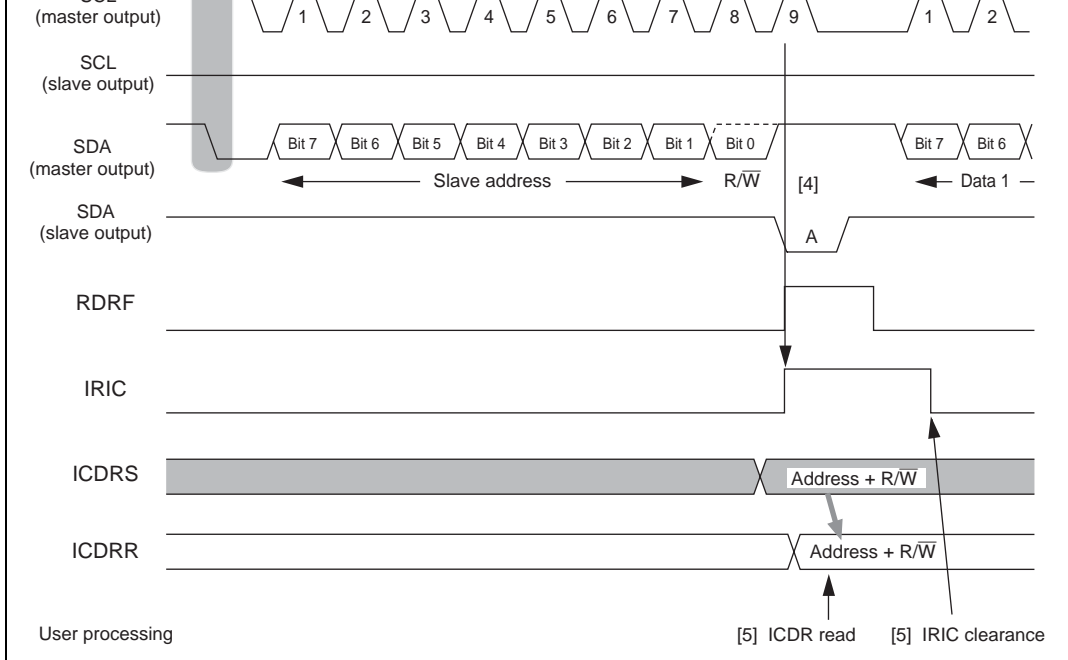 (master output)
1 2 3 4 5 6 7 8 9 1 2
SCL
(slave output)
SDA
(master output)
Bit 7 Bit 6 Bit 5 Bit 4 Bit 3 Bit 2 Bit 1 Bit 0 Bit 7 Bit 6
Slave address R/W̅ [4] Data 1
SDA
(slave output)
A
RDRF
IRIC
ICDRS
Address + R/W̅
ICDRR
Address + R/W̅
User processing
[5] ICDR read
[5] IRIC clearance